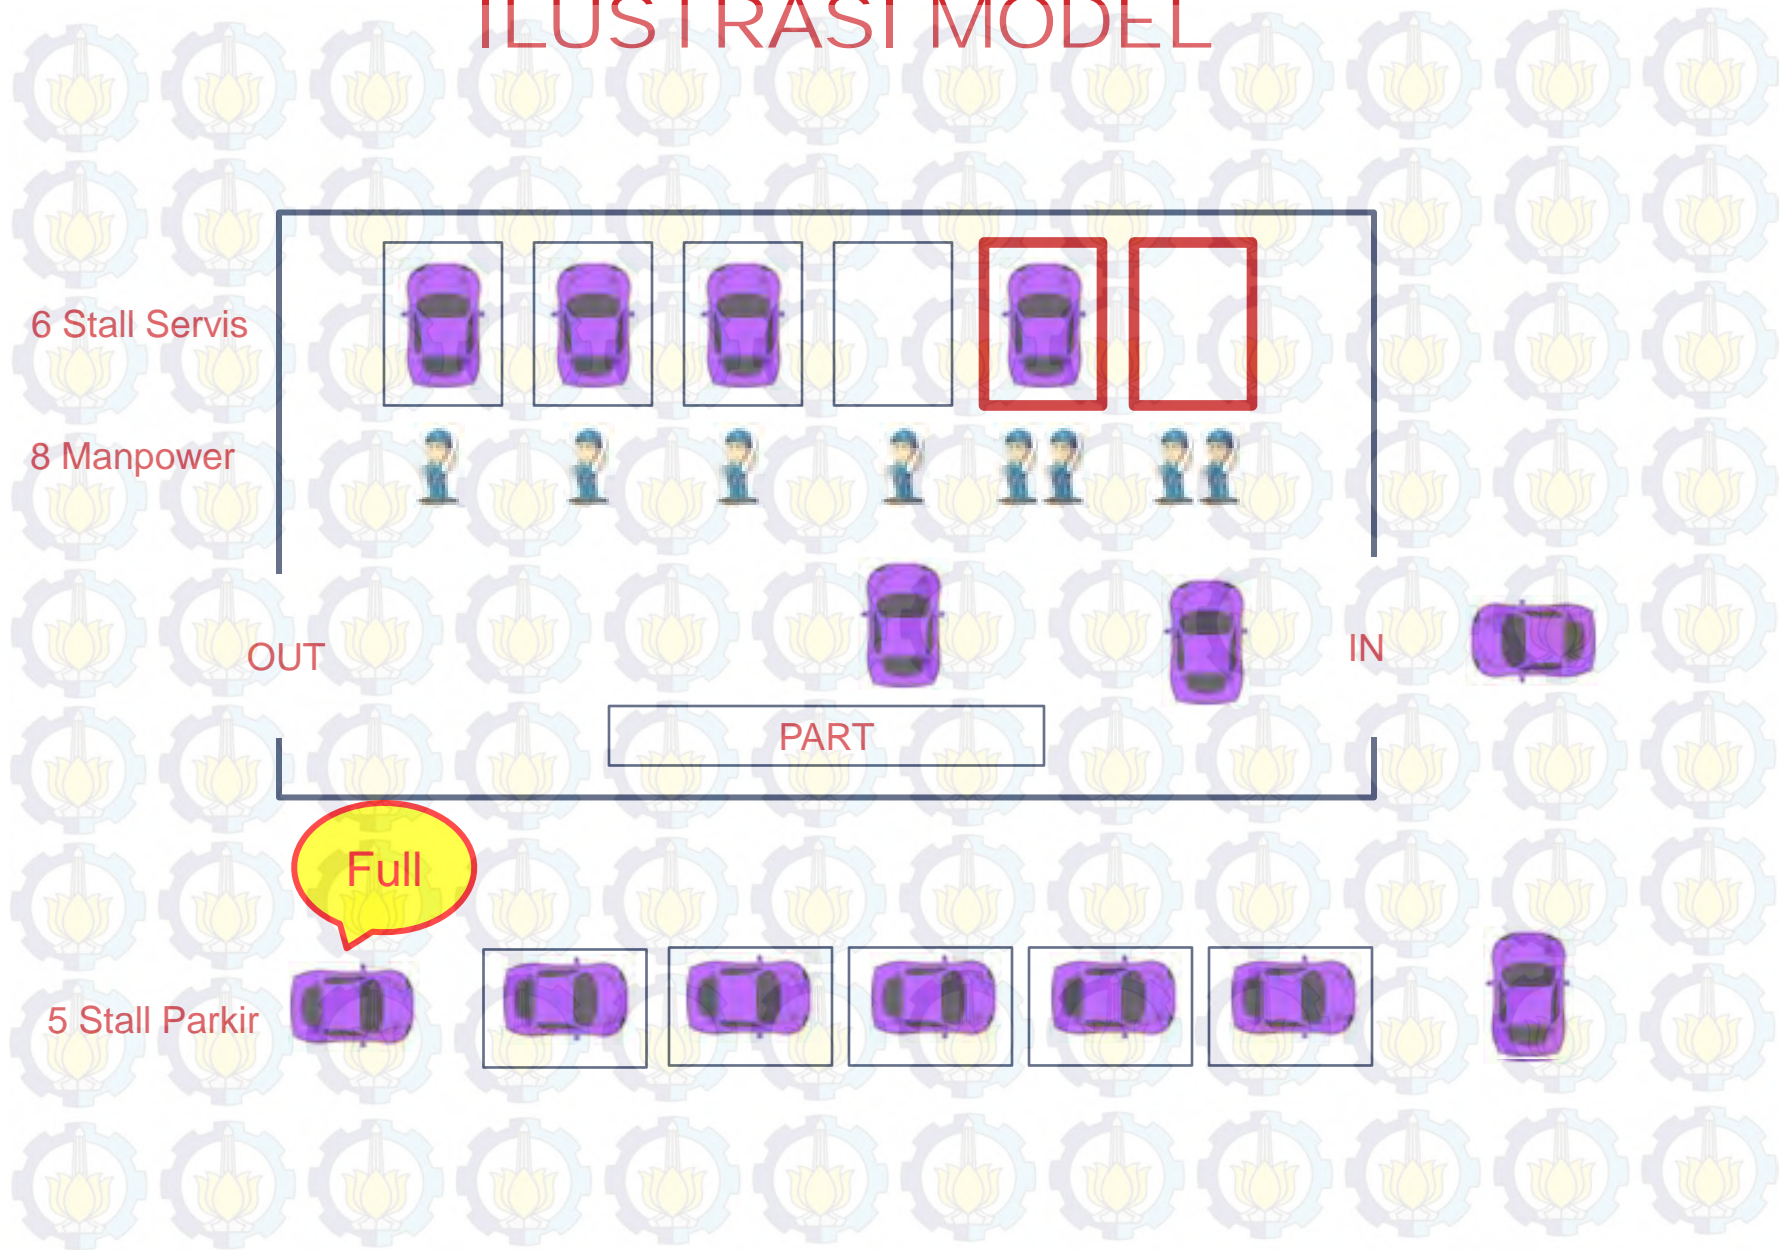 ILUSTRASI MODEL
6 Stall Servis
8 Manpower
OUT
IN
PART
Full
5 Stall Parkir